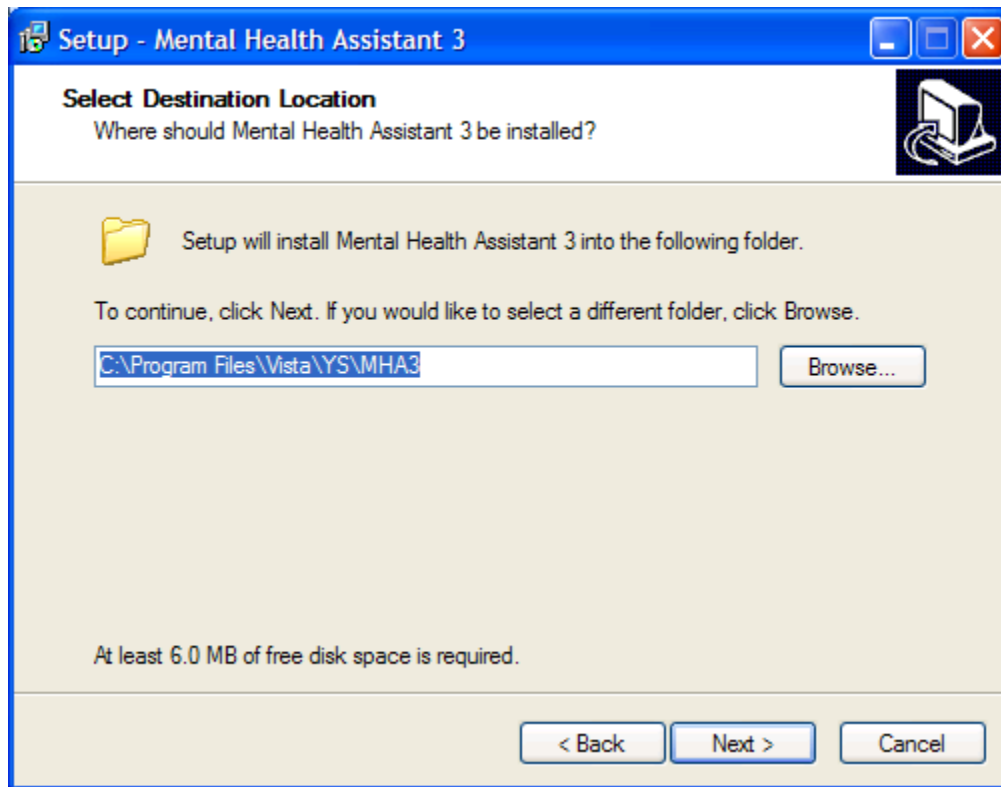 Setup - Mental Health Assistant 3
Select Destination Location
Where should Mental Health Assistant 3 be installed?
Setup will install Mental Health Assistant 3 into the following folder.
To continue, click Next. If you would like to select a different folder, click Browse.
C:\Program Files\Vista\YS\MHA3
Browse...
At least 6.0 MB of free disk space is required.
< Back
Next >
Cancel